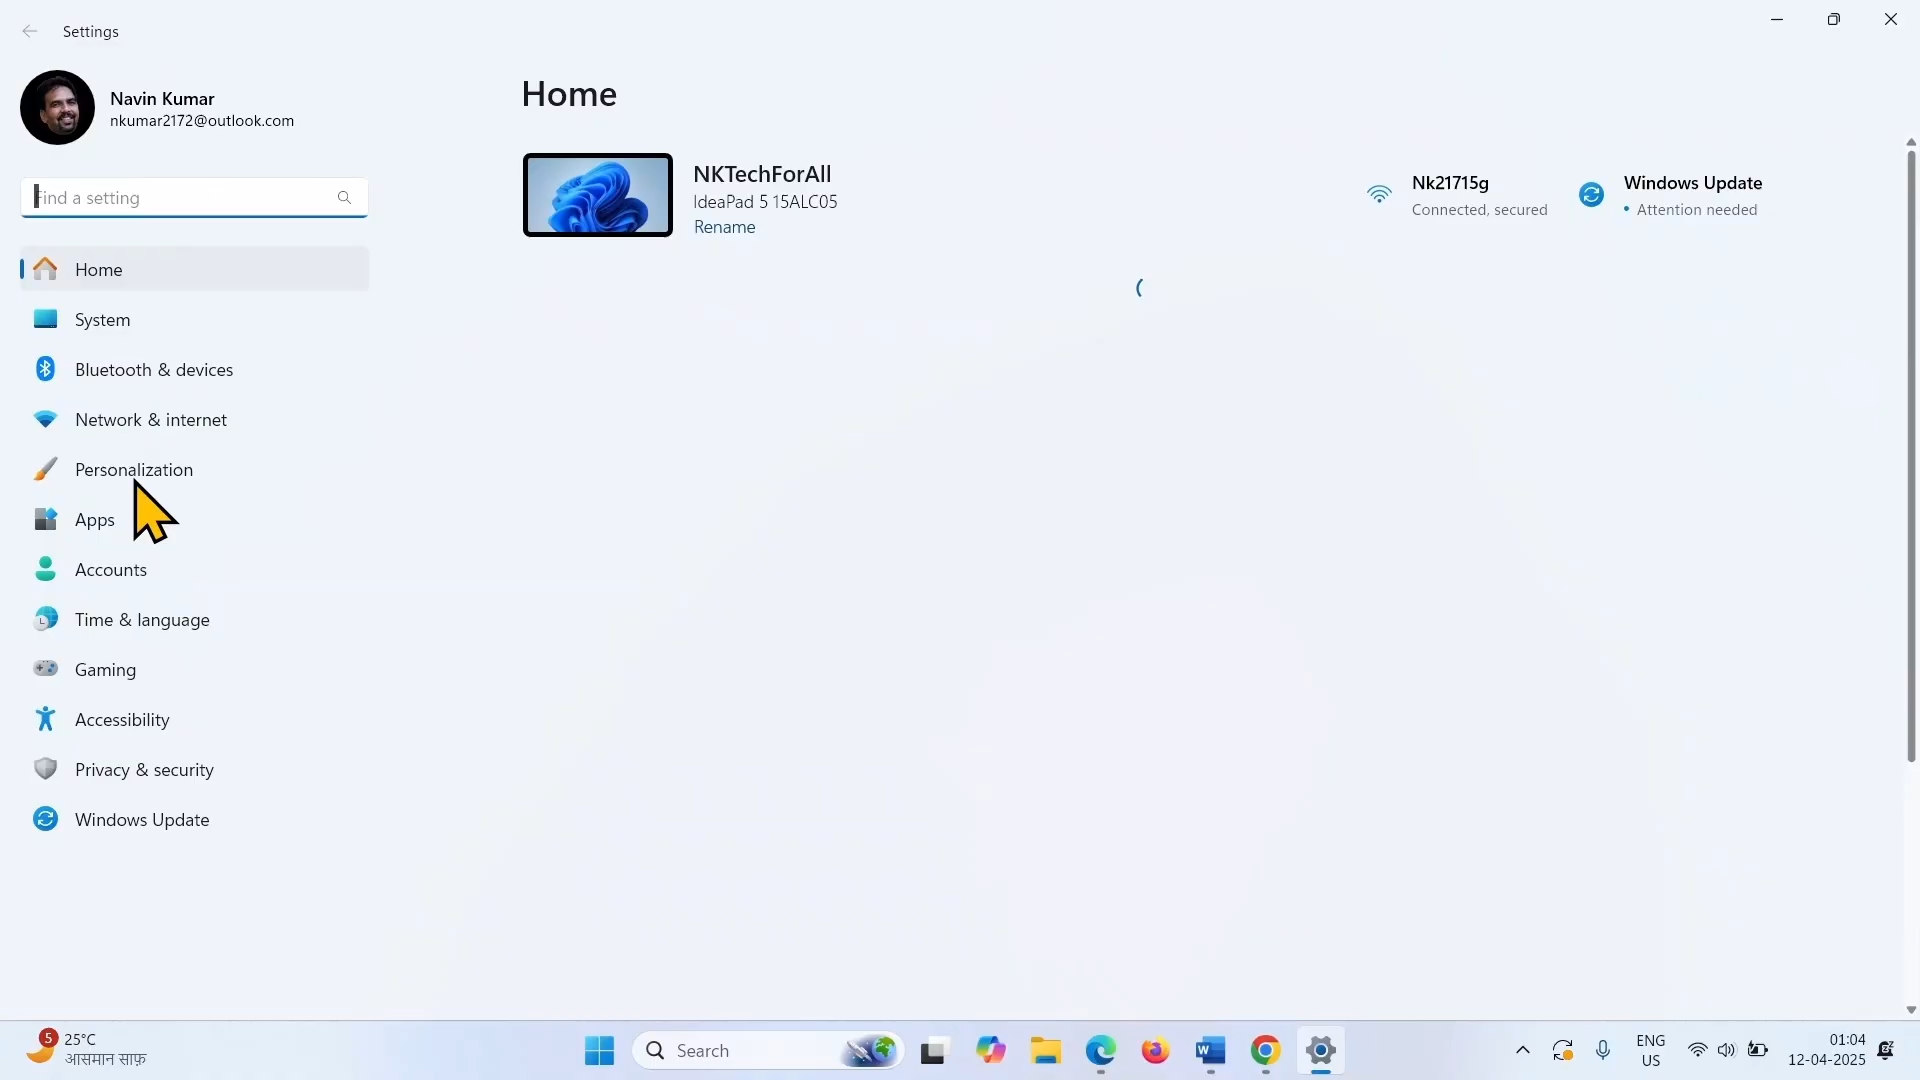 Settings
Navin Kumar
nkumar2172@outlook.com
Find a setting
Home
System
Bluetooth & devices
Network & internet
Personalization
Apps
Accounts
Time & language
Gaming
Accessibility
Privacy & security
Windows Update
Home
NKTechForAll
IdeaPad 5 15ALC05
Rename
Nk21715g
Connected, secured
Windows Update
• Attention needed
5
25°C
आसमान साफ़
Search
ENG
US
01:04
12-04-2025